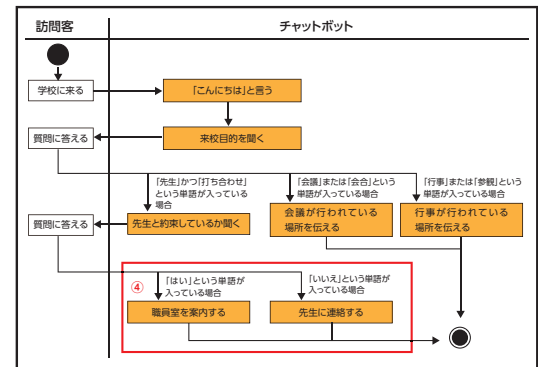 訪問客
チャットボット
学校に来る
「こんにちは」と言う
質問に答える
来校目的を聞く
「先生」かつ「打ち合わせ」
という単語が入っている
場合
「会議」または「会合」という
単語が入っている場合
「行事」または「参観」という
単語が入っている場合
質問に答える
先生と約束しているか聞く
会議が行われている
場所を伝える
行事が行われている
場所を伝える
④
「はい」という単語が
入っている場合
「いいえ」という単語が
入っている場合
職員室を案内する
先生に連絡する